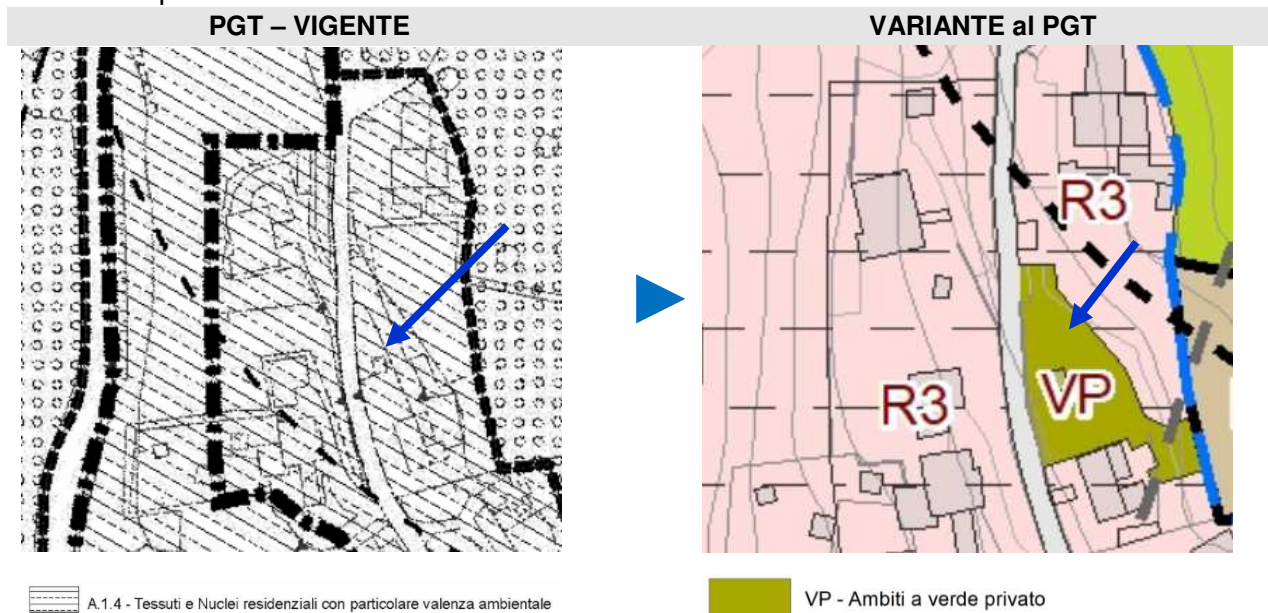 PGT – VIGENTE
VARIANTE al PGT
R3
R3
VP
A.1.4 - Tessuti e Nuclei residenziali con particolare valenza ambientale
VP - Ambiti a verde privato